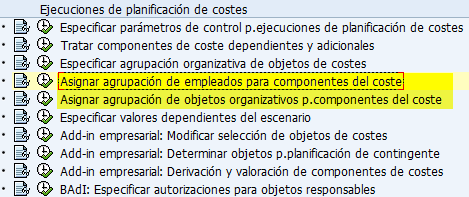 Ejecuciones de planificación de costes
Especificar parámetros de control p.ejecuciones de planificación de costes
Tratar componentes de coste dependientes y adicionales
Especificar agrupación organizativa de objetos de costes
Asignar agrupación de empleados para componentes del coste
Asignar agrupación de objetos organizativos p.componentes del coste
Especificar valores dependientes del escenario
Add-in empresarial: Modificar selección de objetos de costes
Add-in empresarial: Determinar objetos p.planificación de contingente
Add-in empresarial: Derivación y valoración de componentes de costes
BAdI: Especificar autorizaciones para objetos responsables